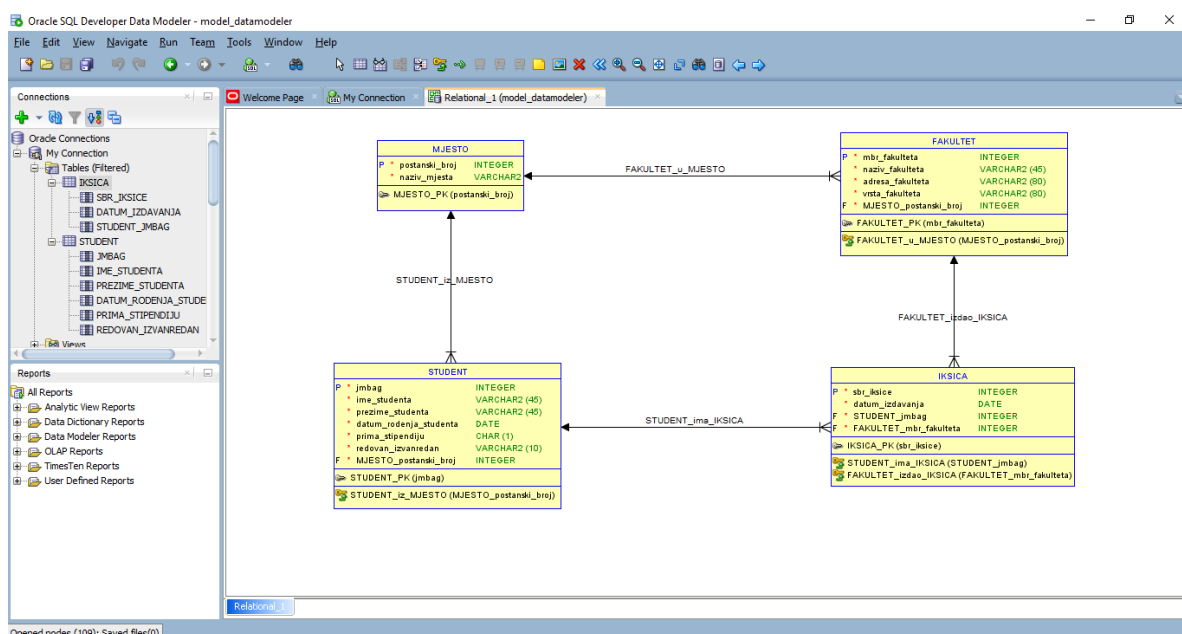 Oracle SQL Developer Data Modeler - model_datamodeler
File Edit View Navigate Run Team Tools Window Help
Connections
Oracle Connections
My Connection
Tables (Filtered)
IKSICA
SBR_IKSICE
DATUM_IZDAVANJA
STUDENT_JMBAG
STUDENT
JMBAG
IME_STUDENTA
PREZIME_STUDENTA
DATUM_RODENJA_STUDE
PRIMA_STIPENDIJU
REDOVAN_IZVANREDAN
Views
Reports
All Reports
Analytic View Reports
Data Dictionary Reports
Data Modeler Reports
OLAP Reports
TimesTen Reports
User Defined Reports
Welcome Page My Connection Relational_1 (model_datamodeler)
MJESTO
P * postanski_broj INTEGER
* naziv_mjesta VARCHAR2
MJESTO_PK (postanski_broj)
FAKULTET_u_MJESTO
FAKULTET
P * mbr_fakulteta INTEGER
* naziv_fakulteta VARCHAR2 (45)
* adresa_fakulteta VARCHAR2 (80)
* vrsta_fakulteta VARCHAR2 (80)
F * MJESTO_postanski_broj INTEGER
FAKULTET_PK (mbr_fakulteta)
FAKULTET_u_MJESTO (MJESTO_postanski_broj)
STUDENT_iz_MJESTO
FAKULTET_izdao_IKSICA
STUDENT
P * jmbag INTEGER
* ime_studenta VARCHAR2 (45)
* prezime_studenta VARCHAR2 (45)
* datum_rodenja_studenta DATE
* prima_stipendiju CHAR (1)
* redovan_izvanredan VARCHAR2 (10)
F * MJESTO_postanski_broj INTEGER
STUDENT_PK (jmbag)
STUDENT_iz_MJESTO (MJESTO_postanski_broj)
STUDENT_ima_IKSICA
IKSICA
P * sbr_iksice INTEGER
* datum_izdavanja DATE
F * STUDENT_jmbag INTEGER
F * FAKULTET_mbr_fakulteta INTEGER
IKSICA_PK (sbr_iksice)
STUDENT_ima_IKSICA (STUDENT_jmbag)
FAKULTET_izdao_IKSICA (FAKULTET_mbr_fakulteta)
Relational_1
Opened nodes (109); Saved files(0)